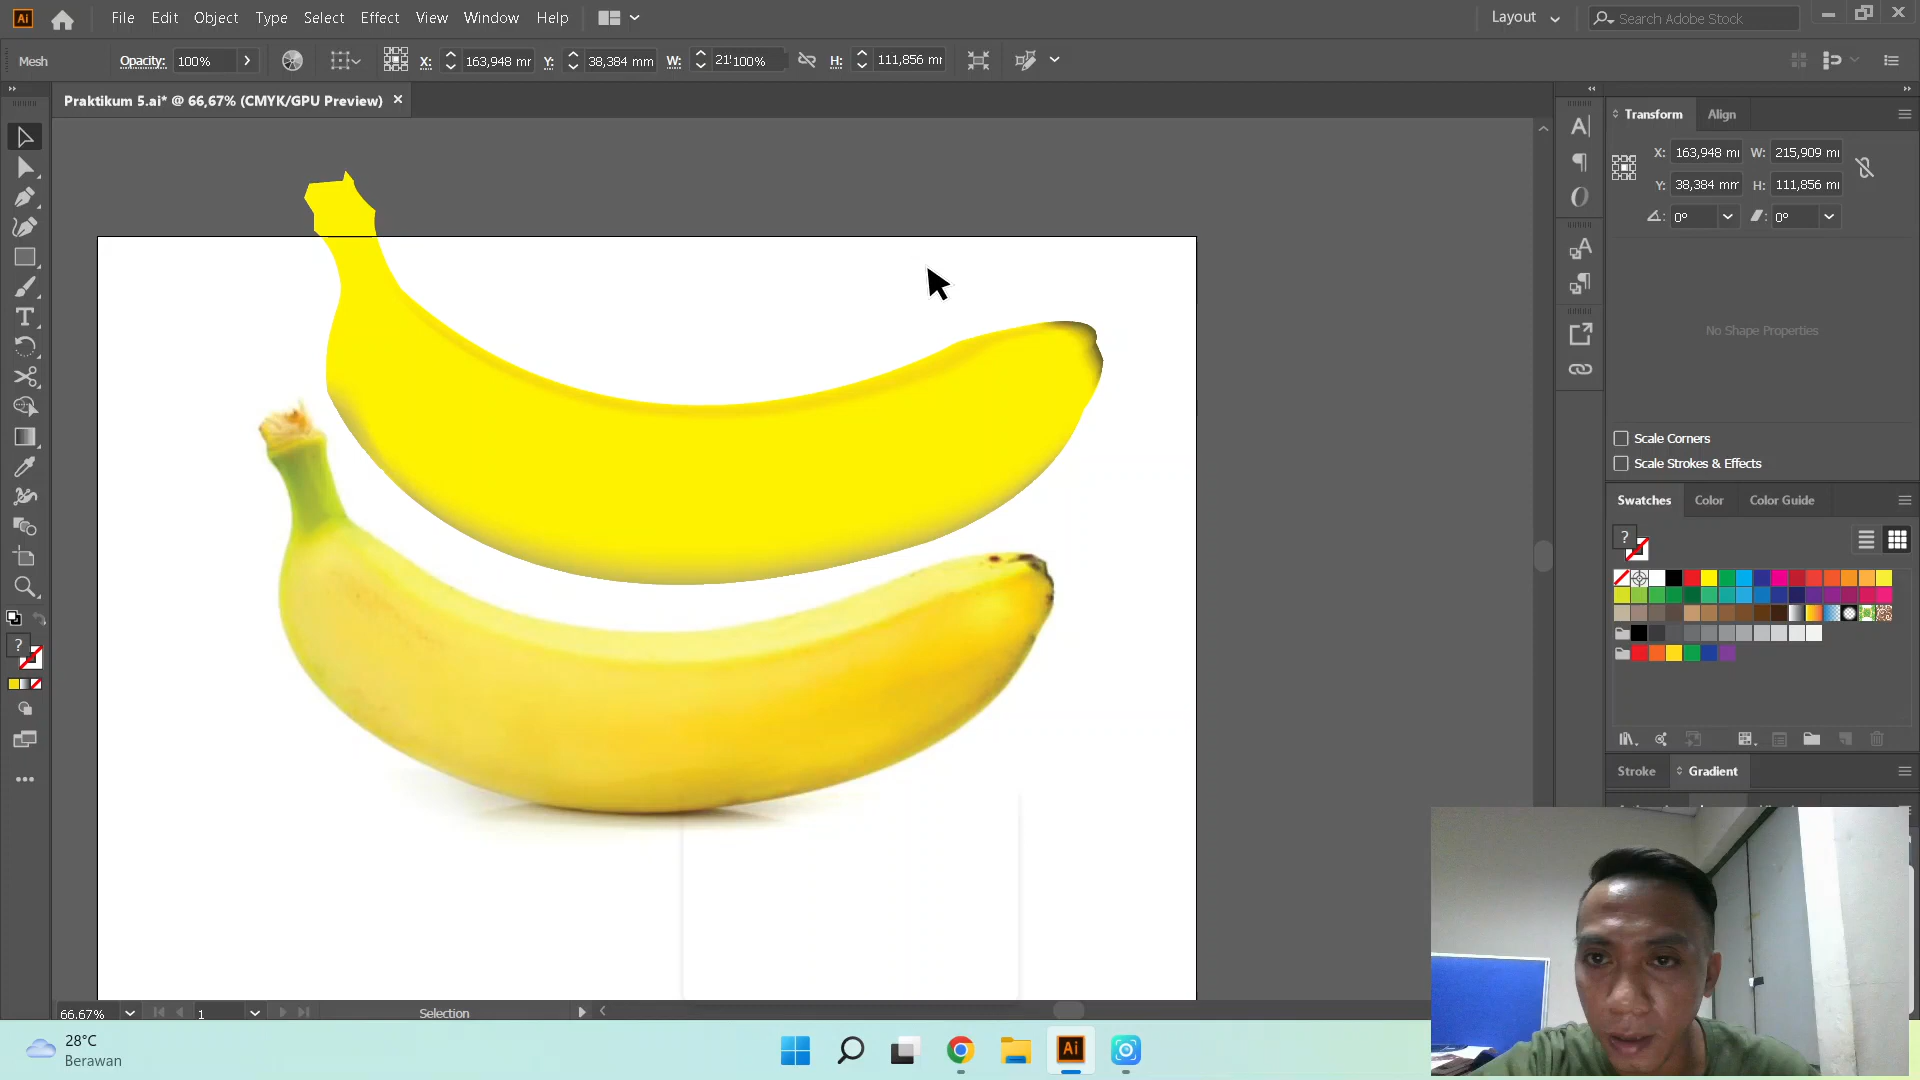 Ai File Edit Object Type Select Effect View Window Help Layout Search Adobe Stock
Mesh Opacity: 100% X: 163,948 mr Y: 38,384 mm W: 21'100% H: 111,856 mr
Praktikum 5.ai* @ 66,67% (CMYK/GPU Preview)
Transform Align
X: 163,948 mı W: 215,909 mı
Y: 38,384 mm H: 111,856 mı
0° 0°
No Shape Properties
Scale Corners
Scale Strokes & Effects
Swatches Color Color Guide
?
?
Stroke Gradient
66,67% 1 Selection
28°C
Berawan
Ai